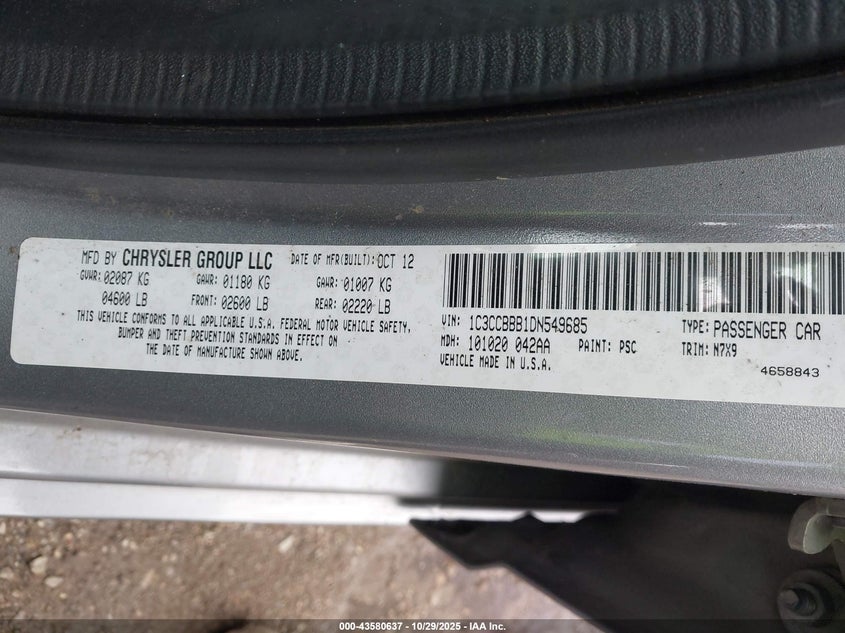 MFD BY CHRYSLER GROUP LLC DATE OF MFR(BUILT): OCT 12
GVWR: 02087 KG GAWR: 01180 KG GAWR: 01007 KG
04600 LB FRONT: 02600 LB REAR: 02220 LB
THIS VEHICLE CONFORMS TO ALL APPLICABLE U.S.A. FEDERAL MOTOR VEHICLE SAFETY,
BUMPER AND THEFT PREVENTION STANDARDS IN EFFECT ON
THE DATE OF MANUFACTURE SHOWN ABOVE.
VIN: 1C3CCBBB1DN549685 TYPE: PASSENGER CAR
MDH: 101020 042AA PAINT: PSC TRIM: N7X9
VEHICLE MADE IN U.S.A. 4658843
000-43580637 • 10/29/2025 - IAA Inc.